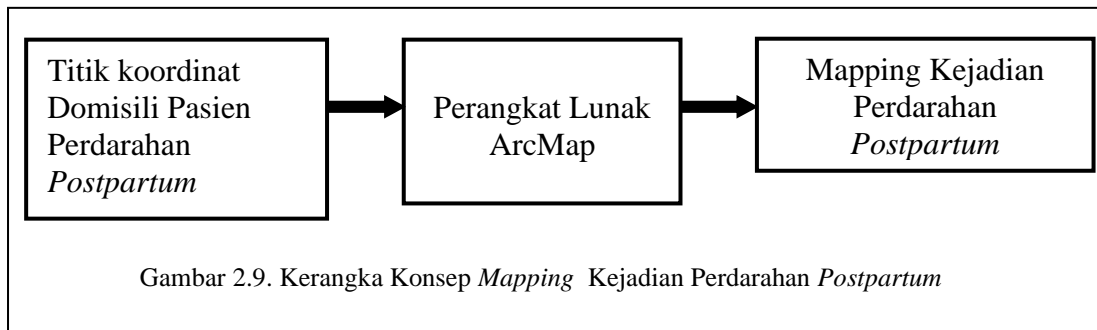 Titik koordinat
Domisili Pasien
Perdarahan
Postpartum
Perangkat Lunak
ArcMap
Mapping Kejadian
Perdarahan
Postpartum
Gambar 2.9. Kerangka Konsep Mapping Kejadian Perdarahan Postpartum